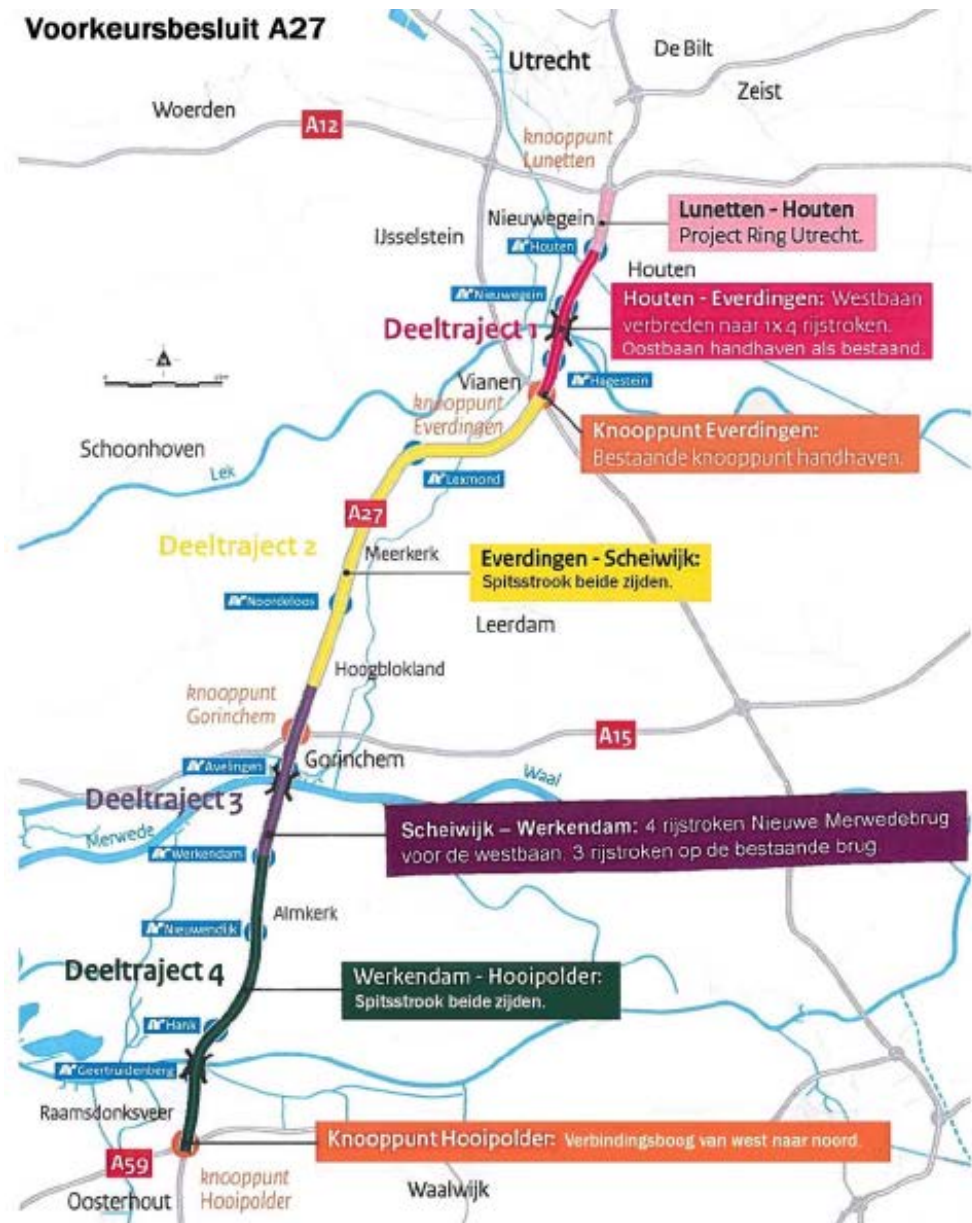 Voorkeursbesluit A27
Utrecht
De Bilt
Zeist
Woerden
A12
knooppunt
Lunetten
Nieuwegein
Lunetten - Houten
Project Ring Utrecht.
IJsselstein
Houten
Houten
Nieuwegein
Houten - Everdingen: Westbaan
verbreden naar 1x4 rijstroken.
Oostbaan handhaven als bestaand.
Deeltraject 1
Vianen
Hagestein
knooppunt
Everdingen
Knooppunt Everdingen:
Bestaande knooppunt handhaven.
Schoonhoven
Lek
Lexmond
A27
Deeltraject 2
Meerkerk
Everdingen - Scheiwijk:
Spitsstrook beide zijden.
Noordeloos
Leerdam
Hoogblokland
knooppunt
Gorinchem
A15
Avelingen
Gorinchem
Waal
Deeltraject 3
Merwede
Scheiwijk – Werkendam: 4 rijstroken Nieuwe Merwedebrug
voor de westbaan. 3 rijstroken op de bestaande brug.
Werkendam
Almkerk
Nieuwendijk
Deeltraject 4
Werkendam - Hooipolder:
Spitsstrook beide zijden.
Hank
Geertruidenberg
Raamsdonksveer
Knooppunt Hooipolder: Verbindingsboog van west naar noord.
A59
knooppunt
Hooipolder
Oosterhout
Waalwijk